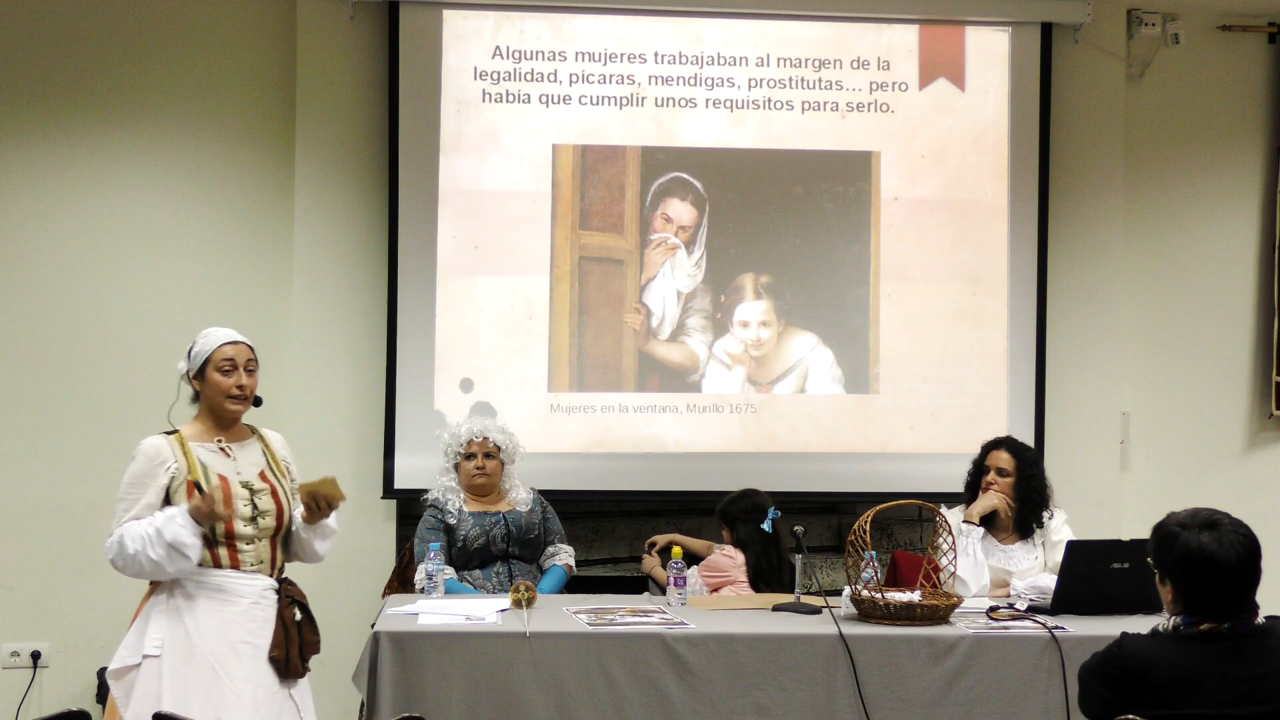 Algunas mujeres trabajaban al margen de la
legalidad, pícaras, mendigas, prostitutas... pero
había que cumplir unos requisitos para serlo.
Mujeres en la ventana, Murillo 1675
ASUS